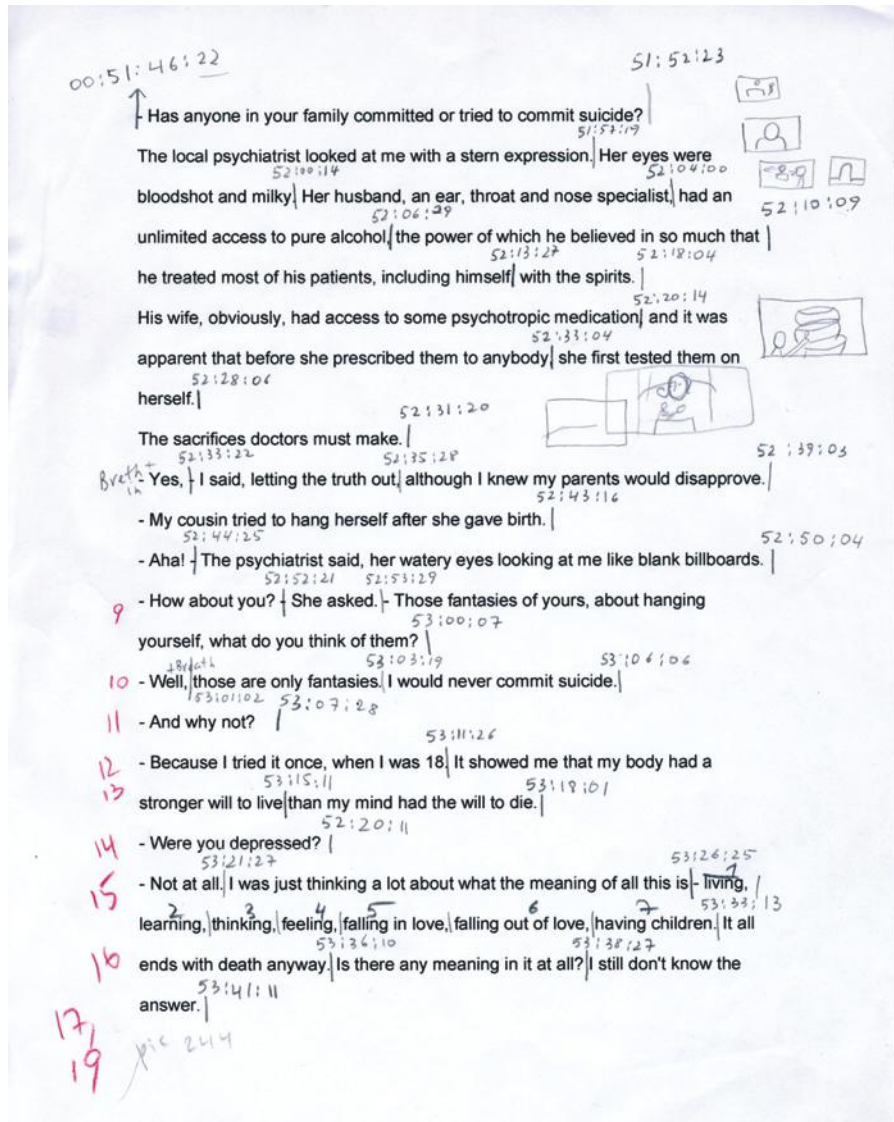 00:51:46:22
51:52:23
- Has anyone in your family committed or tried to commit suicide?
51:57:19
The local psychiatrist looked at me with a stern expression. Her eyes were
52:00:14 52:04:00
bloodshot and milky. Her husband, an ear, throat and nose specialist, had an
52:06:29 52:10:09
unlimited access to pure alcohol, the power of which he believed in so much that
52:13:27 52:18:04
he treated most of his patients, including himself, with the spirits.
52:20:14
His wife, obviously, had access to some psychotropic medication, and it was
52:33:04
apparent that before she prescribed them to anybody, she first tested them on
52:28:06
herself.
52:31:20
The sacrifices doctors must make.
52:33:22 52:35:28 52:39:03
Breth in - Yes, - I said, letting the truth out, although I knew my parents would disapprove.
52:43:16
- My cousin tried to hang herself after she gave birth.
52:44:25 52:50:04
- Aha! - The psychiatrist said, her watery eyes looking at me like blank billboards.
52:52:21 52:53:29
9 - How about you? - She asked. - Those fantasies of yours, about hanging
53:00:07
yourself, what do you think of them?
+Breath 53:03:19 53:06:06
10 - Well, those are only fantasies. I would never commit suicide.
53:01:02 53:07:28
11 - And why not?
53:11:26
12 - Because I tried it once, when I was 18. It showed me that my body had a
53:15:11 53:18:01
13 stronger will to live than my mind had the will to die.
52:20:11
14 - Were you depressed?
53:21:27 53:26:25
15 - Not at all. I was just thinking a lot about what the meaning of all this is - living,
1 53:33:13
2 3 4 5 6 7
learning, thinking, feeling, falling in love, falling out of love, having children. It all
53:36:10 53:38:27
16 ends with death anyway. Is there any meaning in it at all? I still don't know the
53:41:11
answer.
17,
19
pic 244